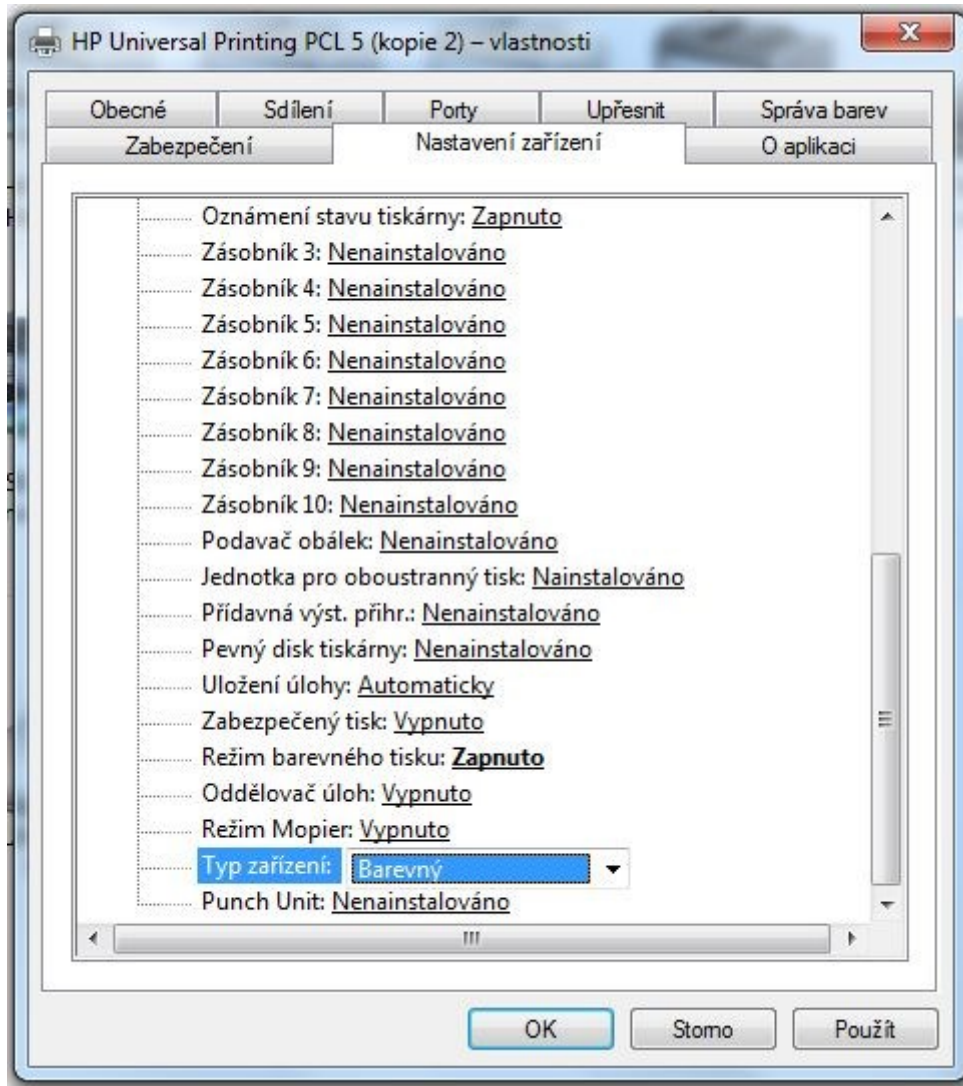 HP Universal Printing PCL 5 (kopie 2) – vlastnosti
Obecné Sdílení Porty Upřesnit Správa barev
Zabezpečení Nastavení zařízení O aplikaci
Oznámení stavu tiskárny: Zapnuto
Zásobník 3: Nenainstalováno
Zásobník 4: Nenainstalováno
Zásobník 5: Nenainstalováno
Zásobník 6: Nenainstalováno
Zásobník 7: Nenainstalováno
Zásobník 8: Nenainstalováno
Zásobník 9: Nenainstalováno
Zásobník 10: Nenainstalováno
Podavač obálek: Nenainstalováno
Jednotka pro oboustranný tisk: Nainstalováno
Přídavná výst. přihr.: Nenainstalováno
Pevný disk tiskárny: Nenainstalováno
Uložení úlohy: Automaticky
Zabezpečený tisk: Vypnuto
Režim barevného tisku: Zapnuto
Oddělovač úloh: Vypnuto
Režim Mopier: Vypnuto
Typ zařízení: Barevný
Punch Unit: Nenainstalováno
OK Storno Použít